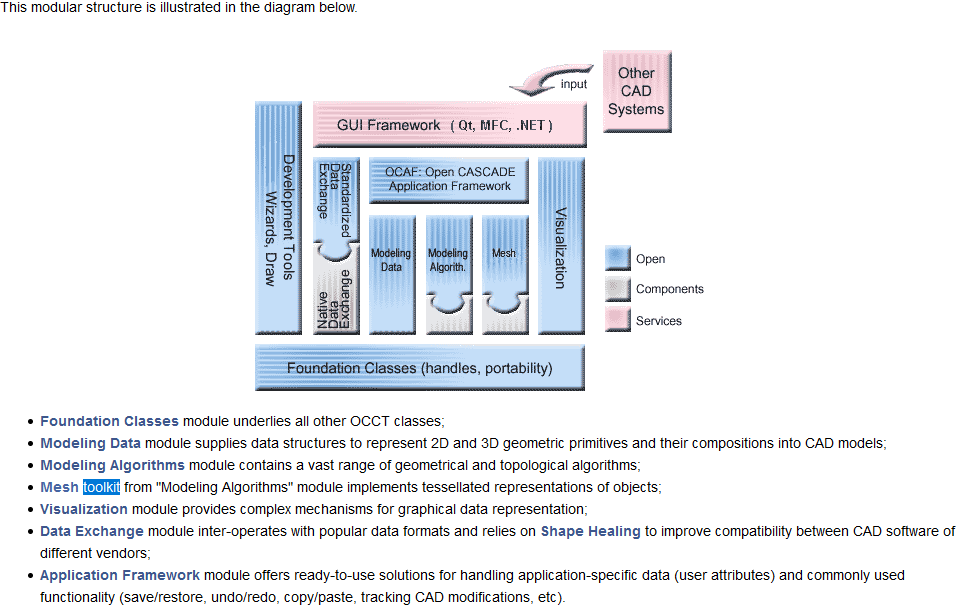 This modular structure is illustrated in the diagram below.
input
Other
CAD
Systems
GUI Framework ( Qt, MFC, .NET )
Development Tools
Wizards, Draw
Standardized
Data
Exchange
Native
Data
Exchange
OCAF: Open CASCADE
Application Framework
Modeling
Data
Modeling
Algorith.
Mesh
Visualization
Open
Components
Services
Foundation Classes (handles, portability)
Foundation Classes module underlies all other OCCT classes;
Modeling Data module supplies data structures to represent 2D and 3D geometric primitives and their compositions into CAD models;
Modeling Algorithms module contains a vast range of geometrical and topological algorithms;
Mesh toolkit from "Modeling Algorithms" module implements tessellated representations of objects;
Visualization module provides complex mechanisms for graphical data representation;
Data Exchange module inter-operates with popular data formats and relies on Shape Healing to improve compatibility between CAD software of
different vendors;
Application Framework module offers ready-to-use solutions for handling application-specific data (user attributes) and commonly used
functionality (save/restore, undo/redo, copy/paste, tracking CAD modifications, etc).